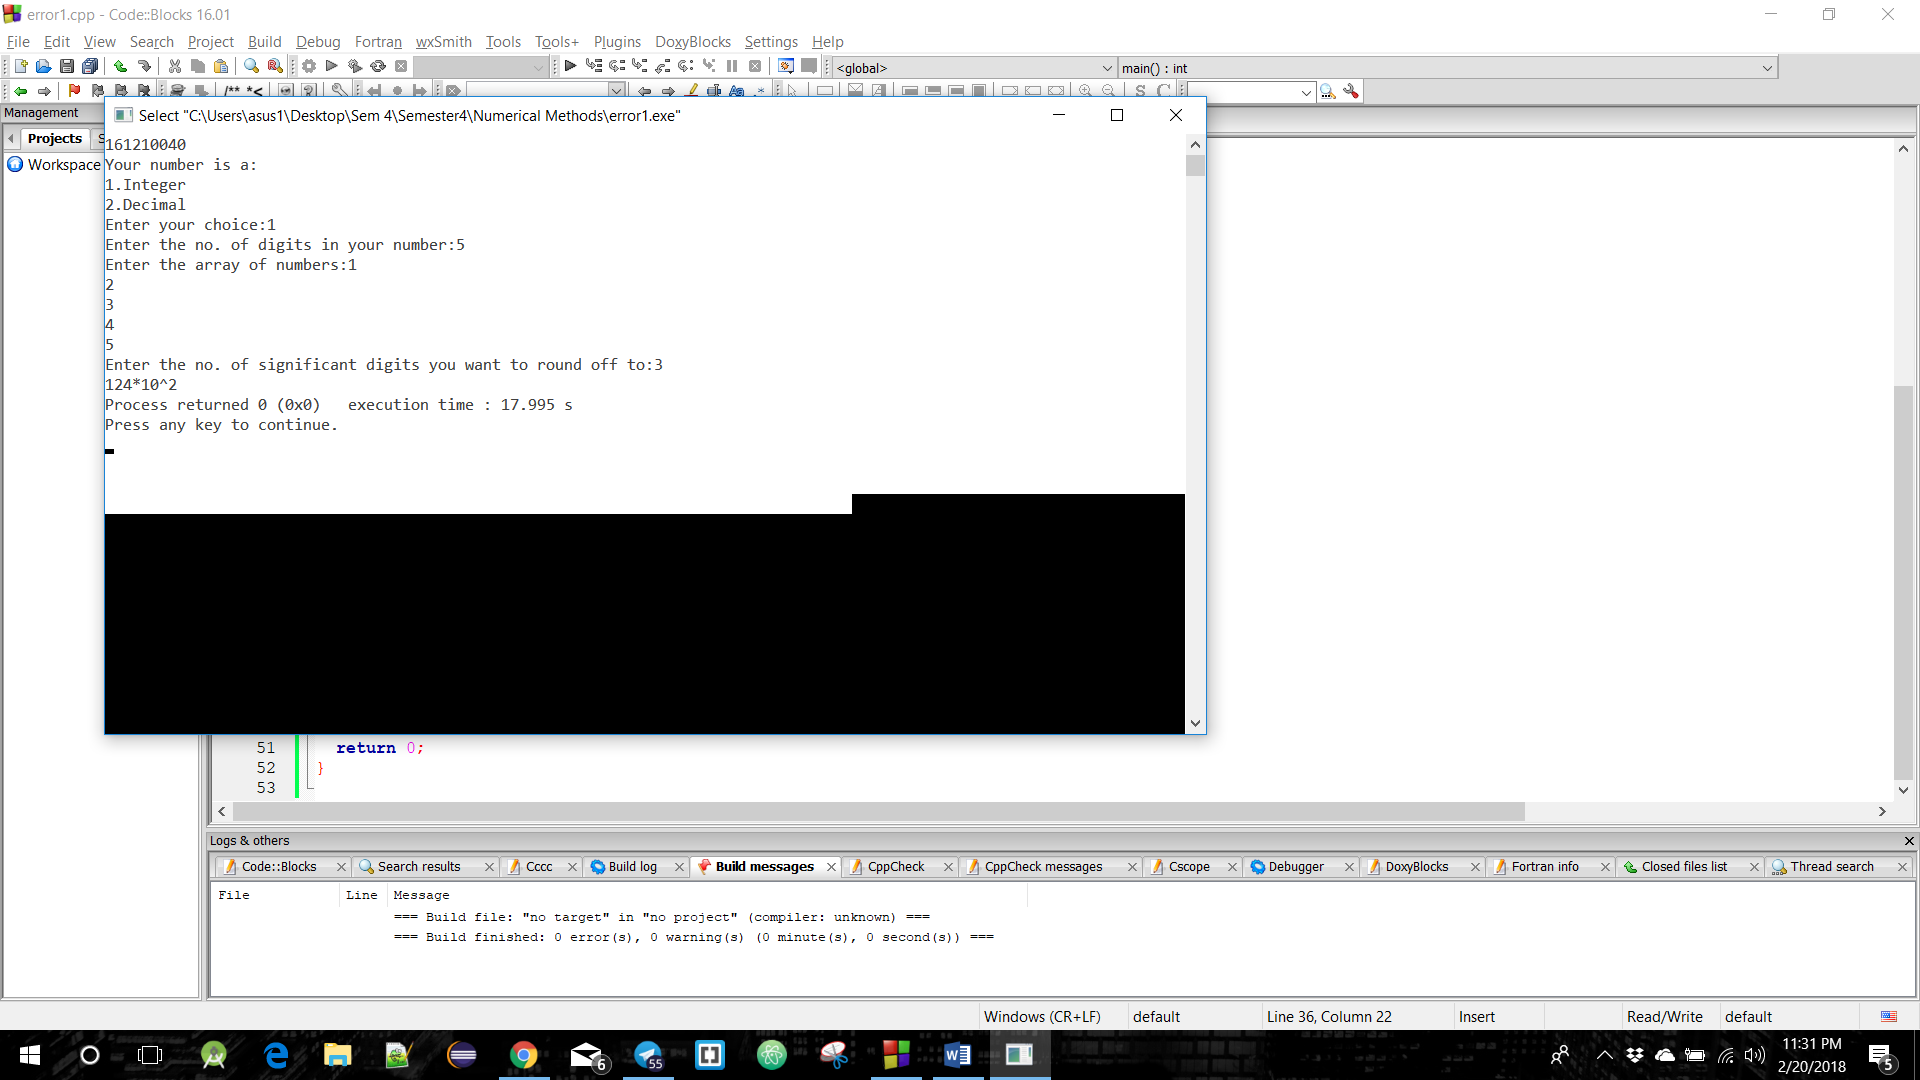 error1.cpp - Code::Blocks 16.01
File Edit View Search Project Build Debug Fortran wxSmith Tools Tools+ Plugins DoxyBlocks Settings Help
<global> main() : int
/** *<
Management
Select "C:\Users\asus1\Desktop\Sem 4\Semester4\Numerical Methods\error1.exe"
Projects S
Workspace
161210040
Your number is a:
1.Integer
2.Decimal
Enter your choice:1
Enter the no. of digits in your number:5
Enter the array of numbers:1
2
3
4
5
Enter the no. of significant digits you want to round off to:3
124*10^2
Process returned 0 (0x0)   execution time : 17.995 s
Press any key to continue.
51 return 0;
52 }
53
Logs & others
Code::Blocks Search results Cccc Build log Build messages CppCheck CppCheck messages Cscope Debugger DoxyBlocks Fortran info Closed files list Thread search
File Line Message
=== Build file: "no target" in "no project" (compiler: unknown) ===
=== Build finished: 0 error(s), 0 warning(s) (0 minute(s), 0 second(s)) ===
Windows (CR+LF) default Line 36, Column 22 Insert Read/Write default
6 55 11:31 PM
2/20/2018 5